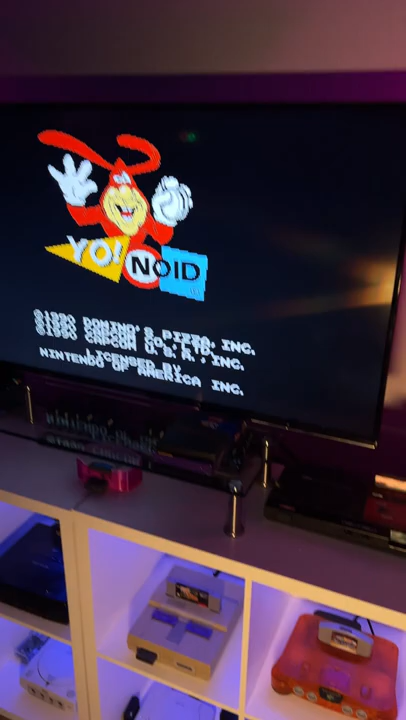 YO! NOID
©1990 DOMINO'S PIZZA, INC.
©1990 CAPCOM CO., LTD.
©1990 CAPCOM U.S.A., INC.
LICENSED BY
NINTENDO OF AMERICA INC.